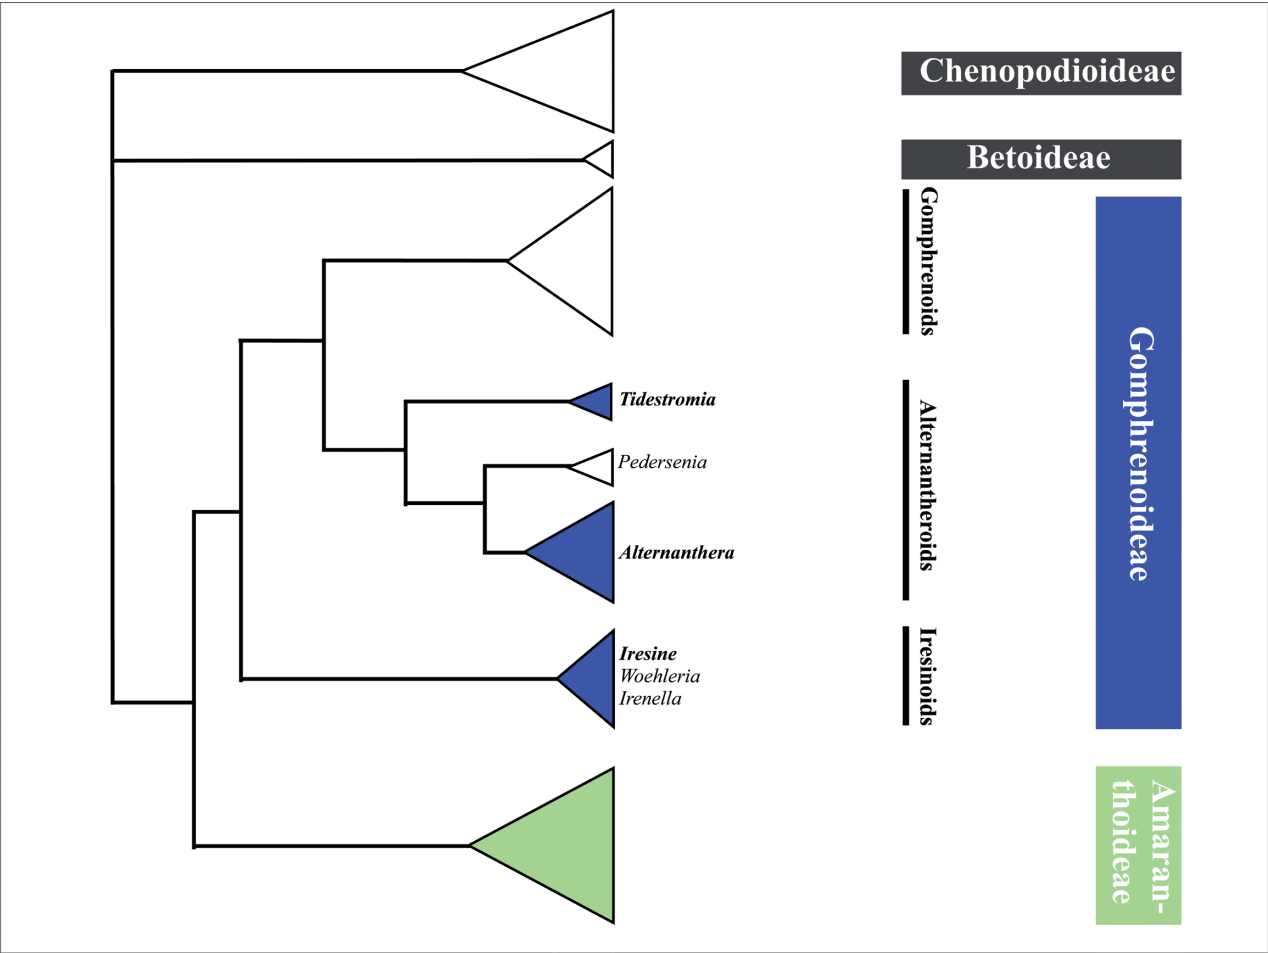 Chenopodioideae
Betoideae
Gomphrenoids
Gomphrenoideae
Tidestromia
Pedersenia
Alternanthera
Alternantheroids
Iresine
Woehleria
Irenella
Iresinoids
Amaran-
thoideae